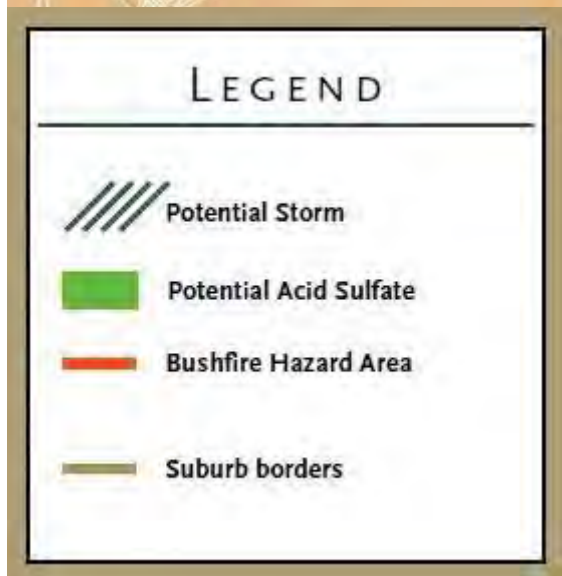 LEGEND
Potential Storm
Potential Acid Sulfate
Bushfire Hazard Area
Suburb borders